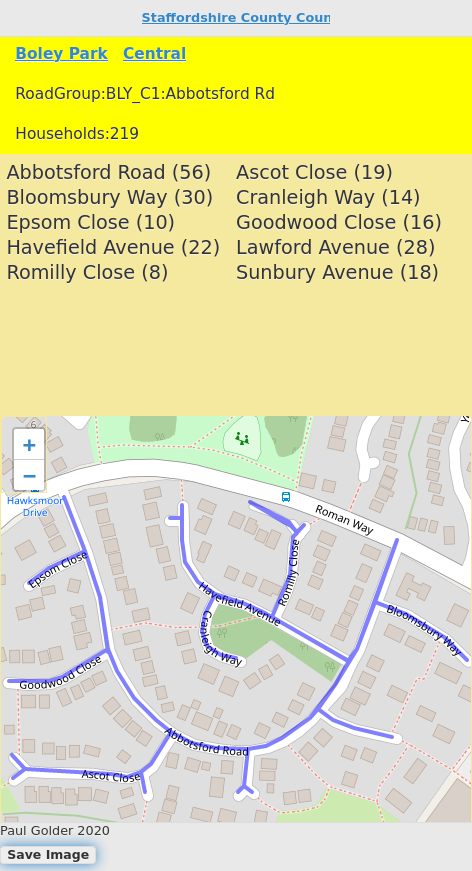 Staffordshire County Coun
Boley Park Central
RoadGroup:BLY_C1:Abbotsford Rd
Households:219
Abbotsford Road (56) Ascot Close (19)
Bloomsbury Way (30) Cranleigh Way (14)
Epsom Close (10) Goodwood Close (16)
Havefield Avenue (22) Lawford Avenue (28)
Romilly Close (8) Sunbury Avenue (18)
+
−
Hawksmoor
Drive
Roman Way
Epsom Close
Romilly Close
Havefield Avenue
Cranleigh Way
Bloomsbury Way
Goodwood Close
Abbotsford Road
Ascot Close
Paul Golder 2020
Save Image